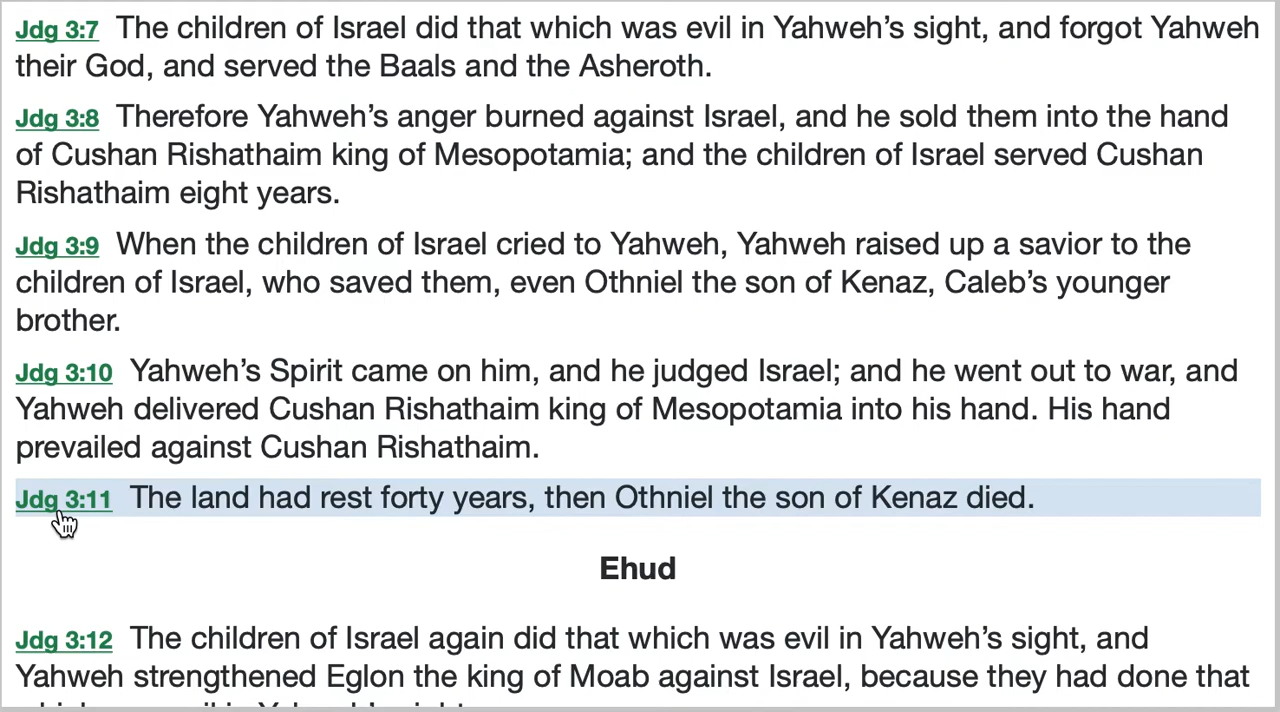 Jdg 3:7 The children of Israel did that which was evil in Yahweh’s sight, and forgot Yahweh
their God, and served the Baals and the Asheroth.
Jdg 3:8 Therefore Yahweh’s anger burned against Israel, and he sold them into the hand
of Cushan Rishathaim king of Mesopotamia; and the children of Israel served Cushan
Rishathaim eight years.
Jdg 3:9 When the children of Israel cried to Yahweh, Yahweh raised up a savior to the
children of Israel, who saved them, even Othniel the son of Kenaz, Caleb’s younger
brother.
Jdg 3:10 Yahweh’s Spirit came on him, and he judged Israel; and he went out to war, and
Yahweh delivered Cushan Rishathaim king of Mesopotamia into his hand. His hand
prevailed against Cushan Rishathaim.
Jdg 3:11 The land had rest forty years, then Othniel the son of Kenaz died.
Ehud
Jdg 3:12 The children of Israel again did that which was evil in Yahweh’s sight, and
Yahweh strengthened Eglon the king of Moab against Israel, because they had done that